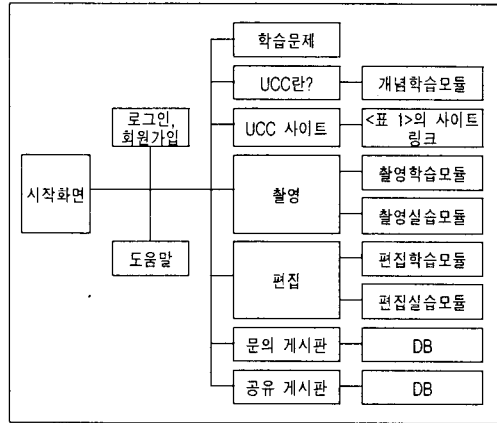 학습문제
UCC란?
개념학습모듈
로그인,
회원가입
UCC 사이트
<표 1>의 사이트
링크
시작화면
촬영
촬영학습모듈
촬영실습모듈
도움말
편집
편집학습모듈
편집실습모듈
문의 게시판
DB
공유 게시판
DB